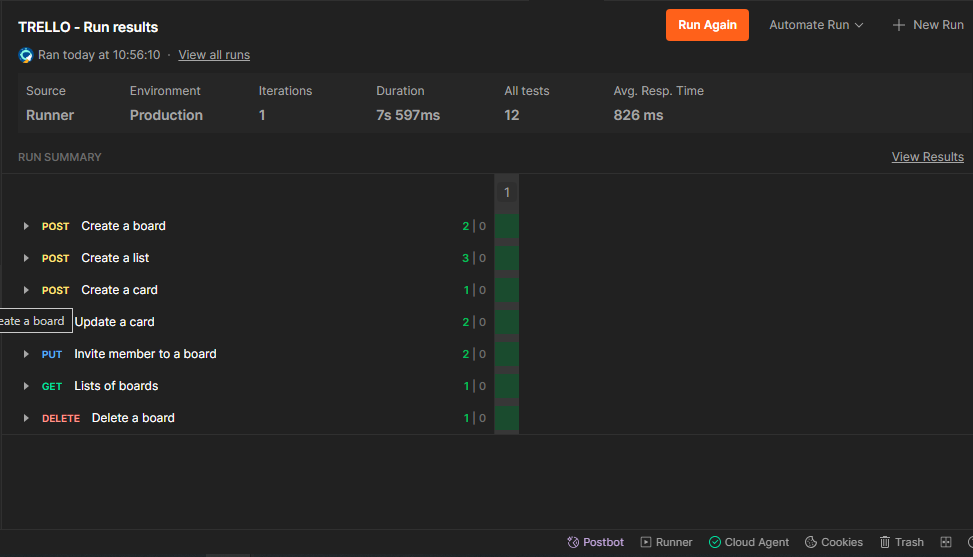 TRELLO - Run results
Run Again
Automate Run
New Run
Ran today at 10:56:10 · View all runs
Source Environment Iterations Duration All tests Avg. Resp. Time
Runner Production 1 7s 597ms 12 826 ms
RUN SUMMARY
View Results
1
POST Create a board 2 | 0
POST Create a list 3 | 0
POST Create a card 1 | 0
eate a board Update a card 2 | 0
PUT Invite member to a board 2 | 0
GET Lists of boards 1 | 0
DELETE Delete a board 1 | 0
Postbot Runner Cloud Agent Cookies Trash